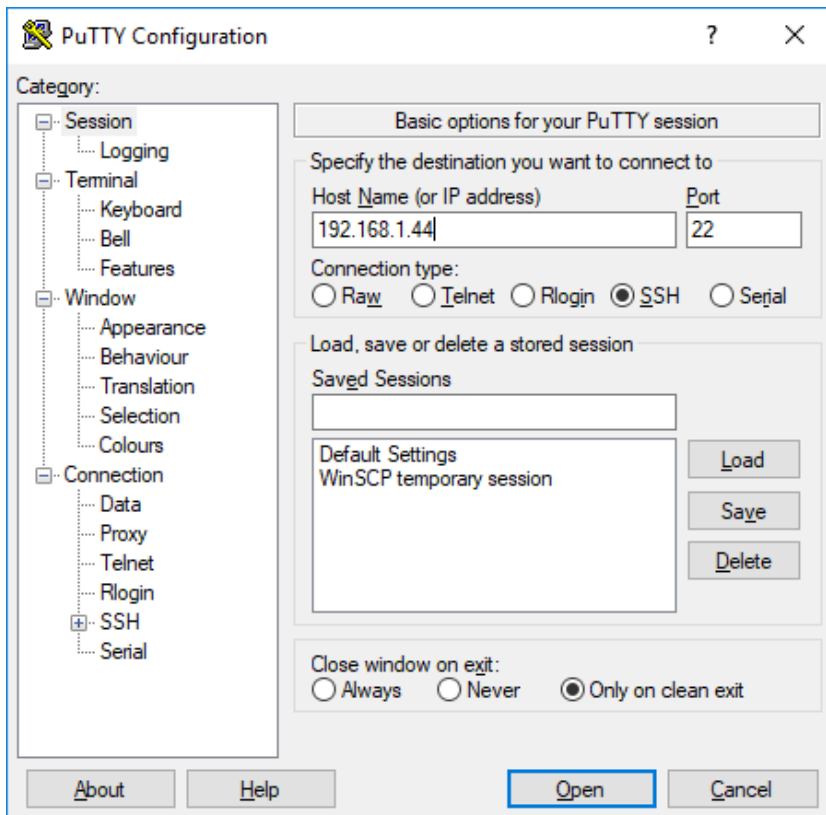 PuTTY Configuration
?
Category:
Session
Logging
Terminal
Keyboard
Bell
Features
Window
Appearance
Behaviour
Translation
Selection
Colours
Connection
Data
Proxy
Telnet
Rlogin
SSH
Serial
Basic options for your PuTTY session
Specify the destination you want to connect to
Host Name (or IP address) Port
192.168.1.44 22
Connection type:
Raw Telnet Rlogin SSH Serial
Load, save or delete a stored session
Saved Sessions
Default Settings
WinSCP temporary session
Load
Save
Delete
Close window on exit:
Always Never Only on clean exit
About Help Open Cancel